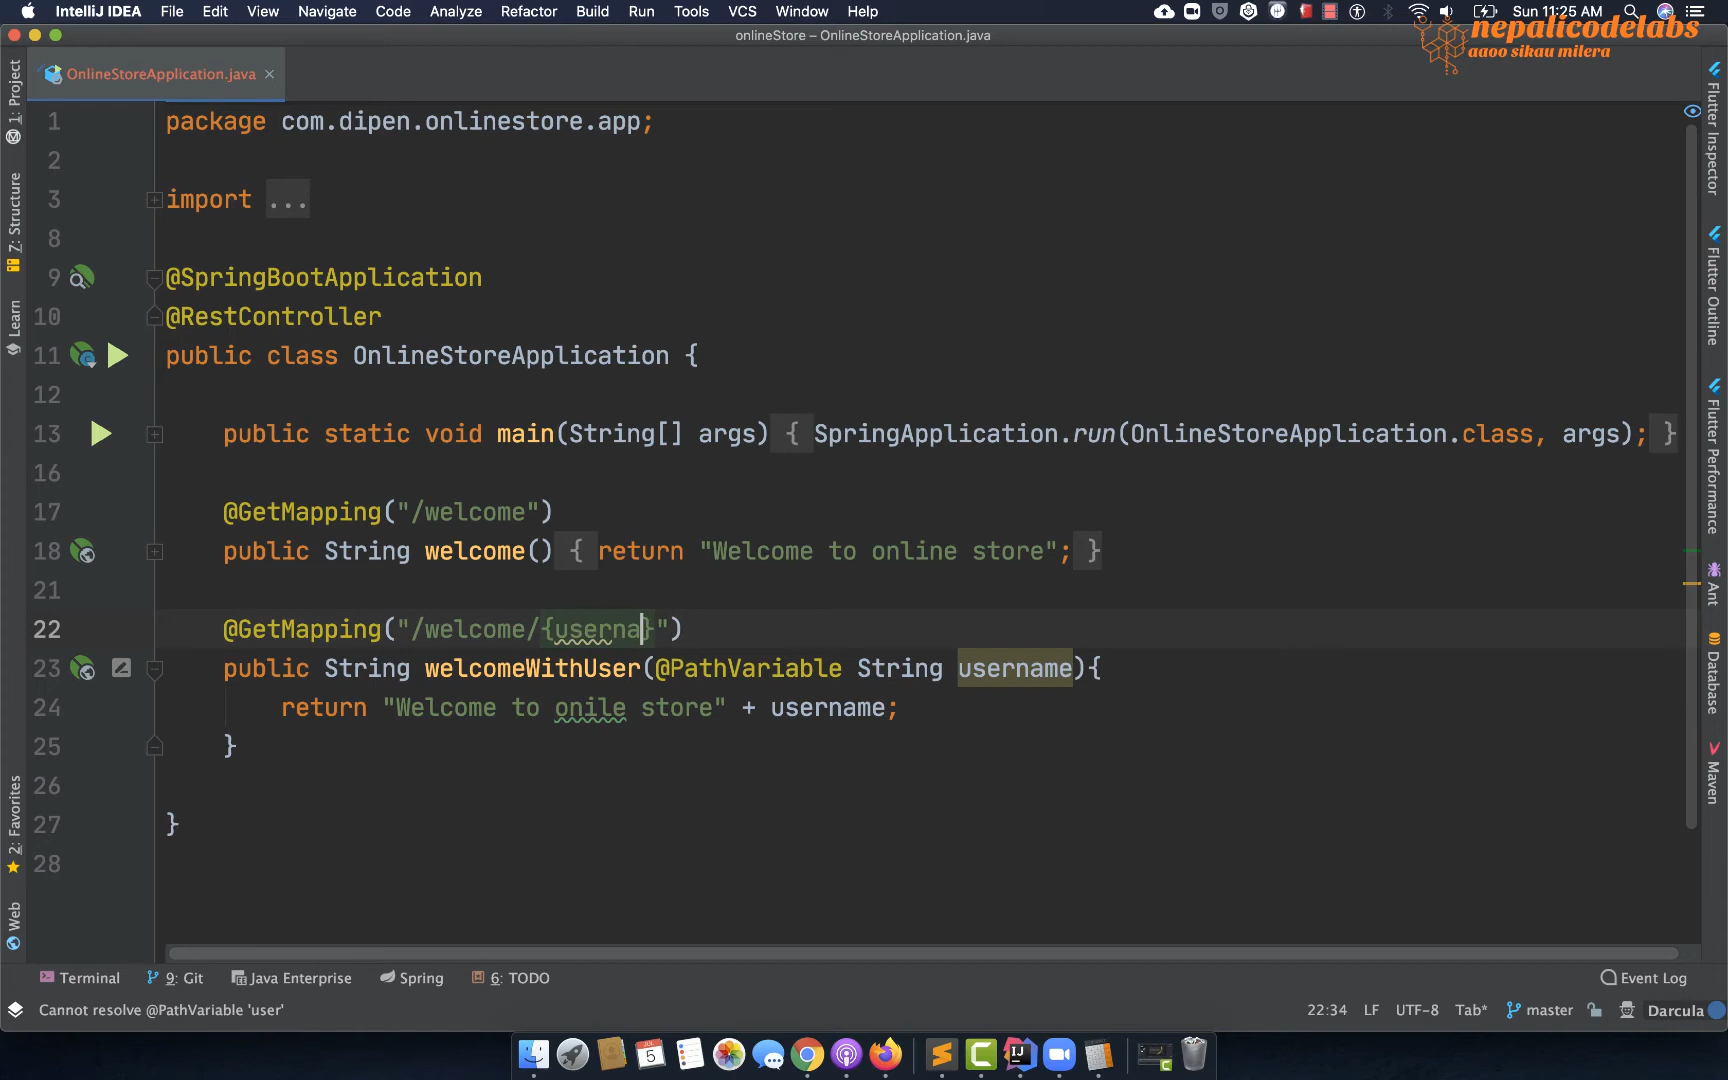 IntelliJ IDEA File Edit View Navigate Code Analyze Refactor Build Run Tools VCS Window Help Sun 11:25 AM
onlineStore – OnlineStoreApplication.java
nepalicodelabs
aaoo sikau milera
OnlineStoreApplication.java
1 package com.dipen.onlinestore.app;
2
3 import ...
8
9 @SpringBootApplication
10 @RestController
11 public class OnlineStoreApplication {
12
13 public static void main(String[] args) { SpringApplication.run(OnlineStoreApplication.class, args); }
16
17 @GetMapping("/welcome")
18 public String welcome() { return "Welcome to online store"; }
21
22 @GetMapping("/welcome/{userna}")
23 public String welcomeWithUser(@PathVariable String username){
24 return "Welcome to onile store" + username;
25 }
26
27 }
28
1: Project
7: Structure
Learn
2: Favorites
Web
Flutter Inspector
Flutter Outline
Flutter Performance
Ant
Database
Maven
Terminal 9: Git Java Enterprise Spring 6: TODO Event Log
Cannot resolve @PathVariable 'user' 22:34 LF UTF-8 Tab* master Darcula
JUL
5